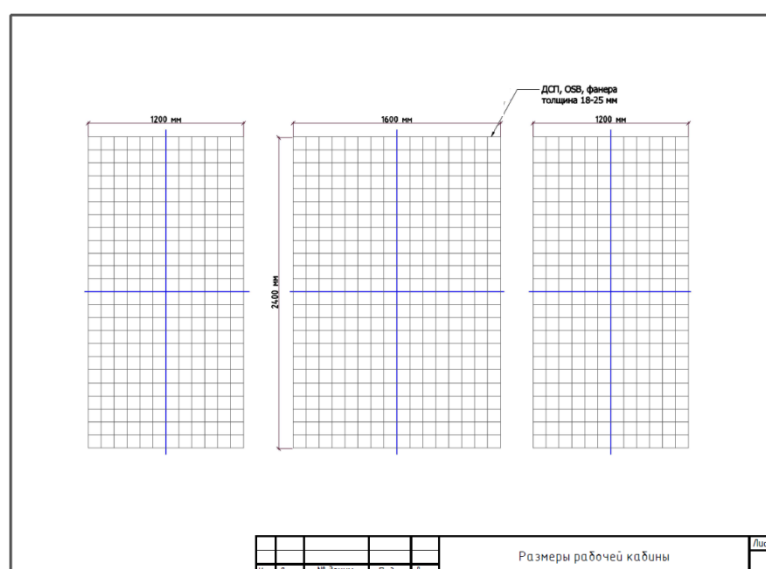 ДСП, OSB, фанера
толщина 18-25 мм
1200 мм
1600 мм
1200 мм
2400 мм
Размеры рабочей кабины